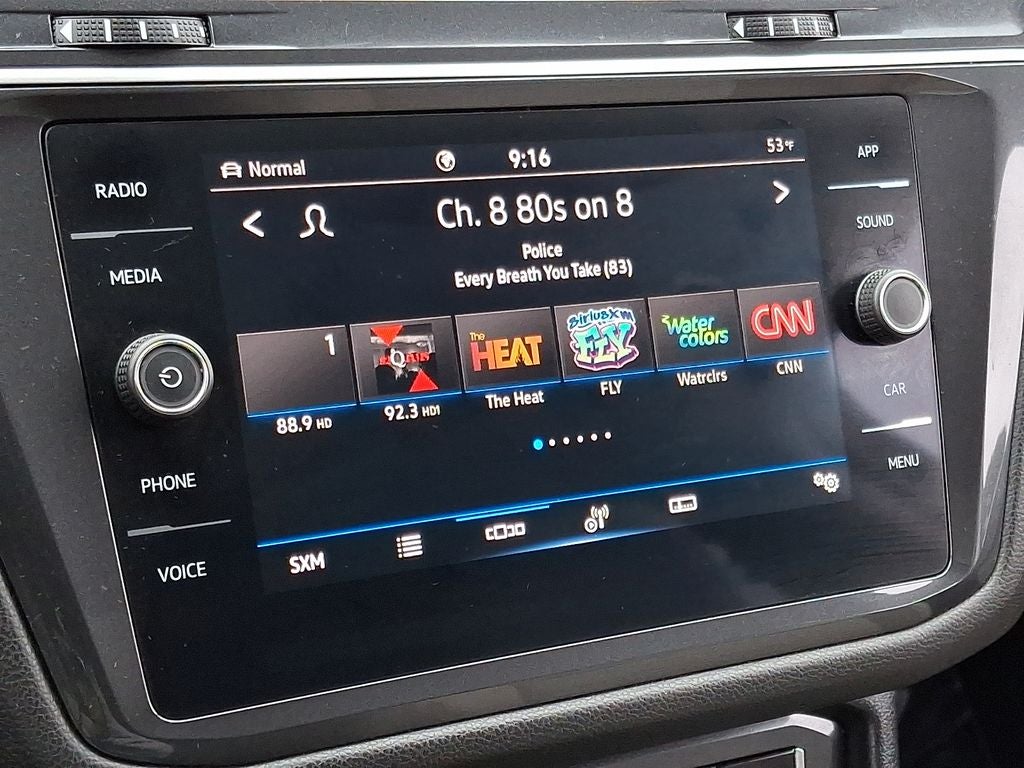 Normal 9:16 53°F
RADIO
APP
Ch. 8 80s on 8
SOUND
Police
MEDIA
Every Breath You Take (83)
1
The HEAT
SiriusXM FLY
Water colors
CNN
88.9 HD
92.3 HD1
The Heat
FLY
Watrclrs
CNN
CAR
PHONE
MENU
SXM
VOICE